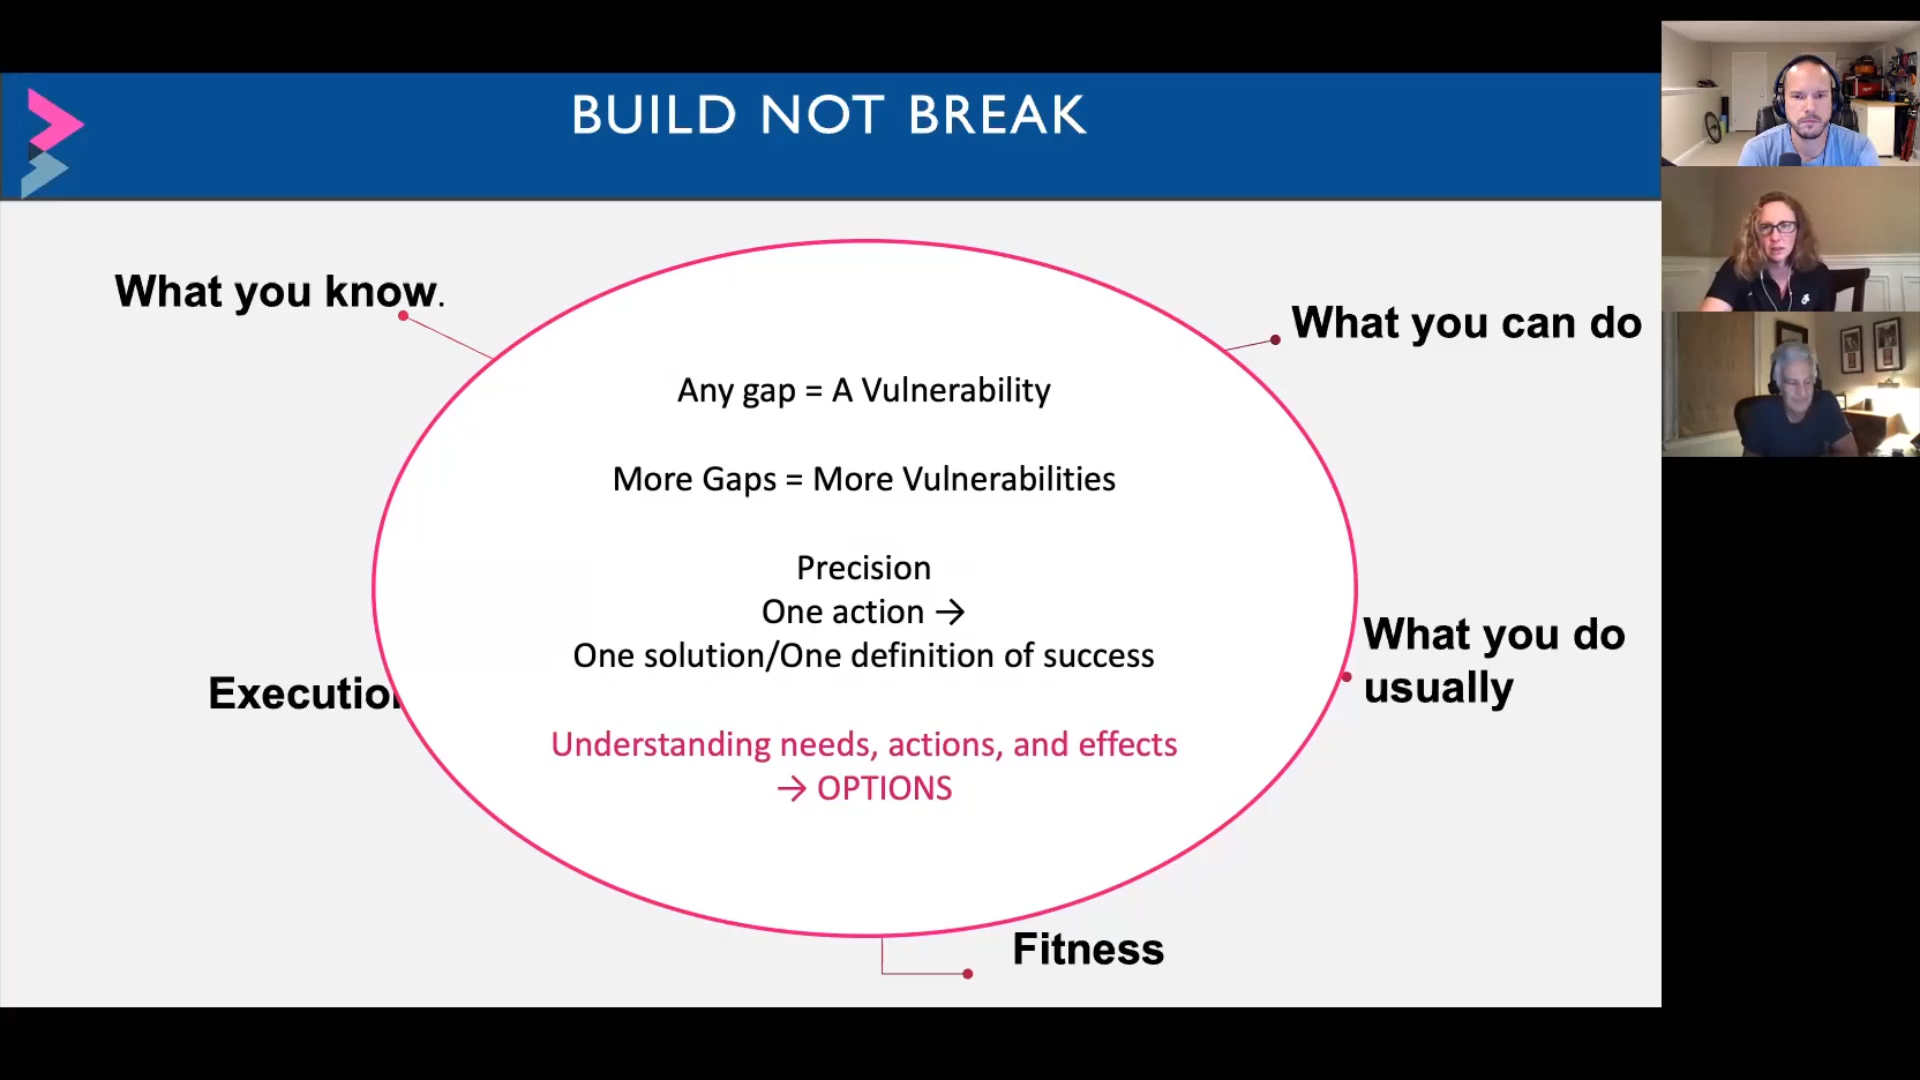 BUILD NOT BREAK
What you know.
What you can do
Any gap = A Vulnerability
More Gaps = More Vulnerabilities
Precision
One action →
One solution/One definition of success
What you do
usually
Executio
Understanding needs, actions, and effects
→ OPTIONS
Fitness